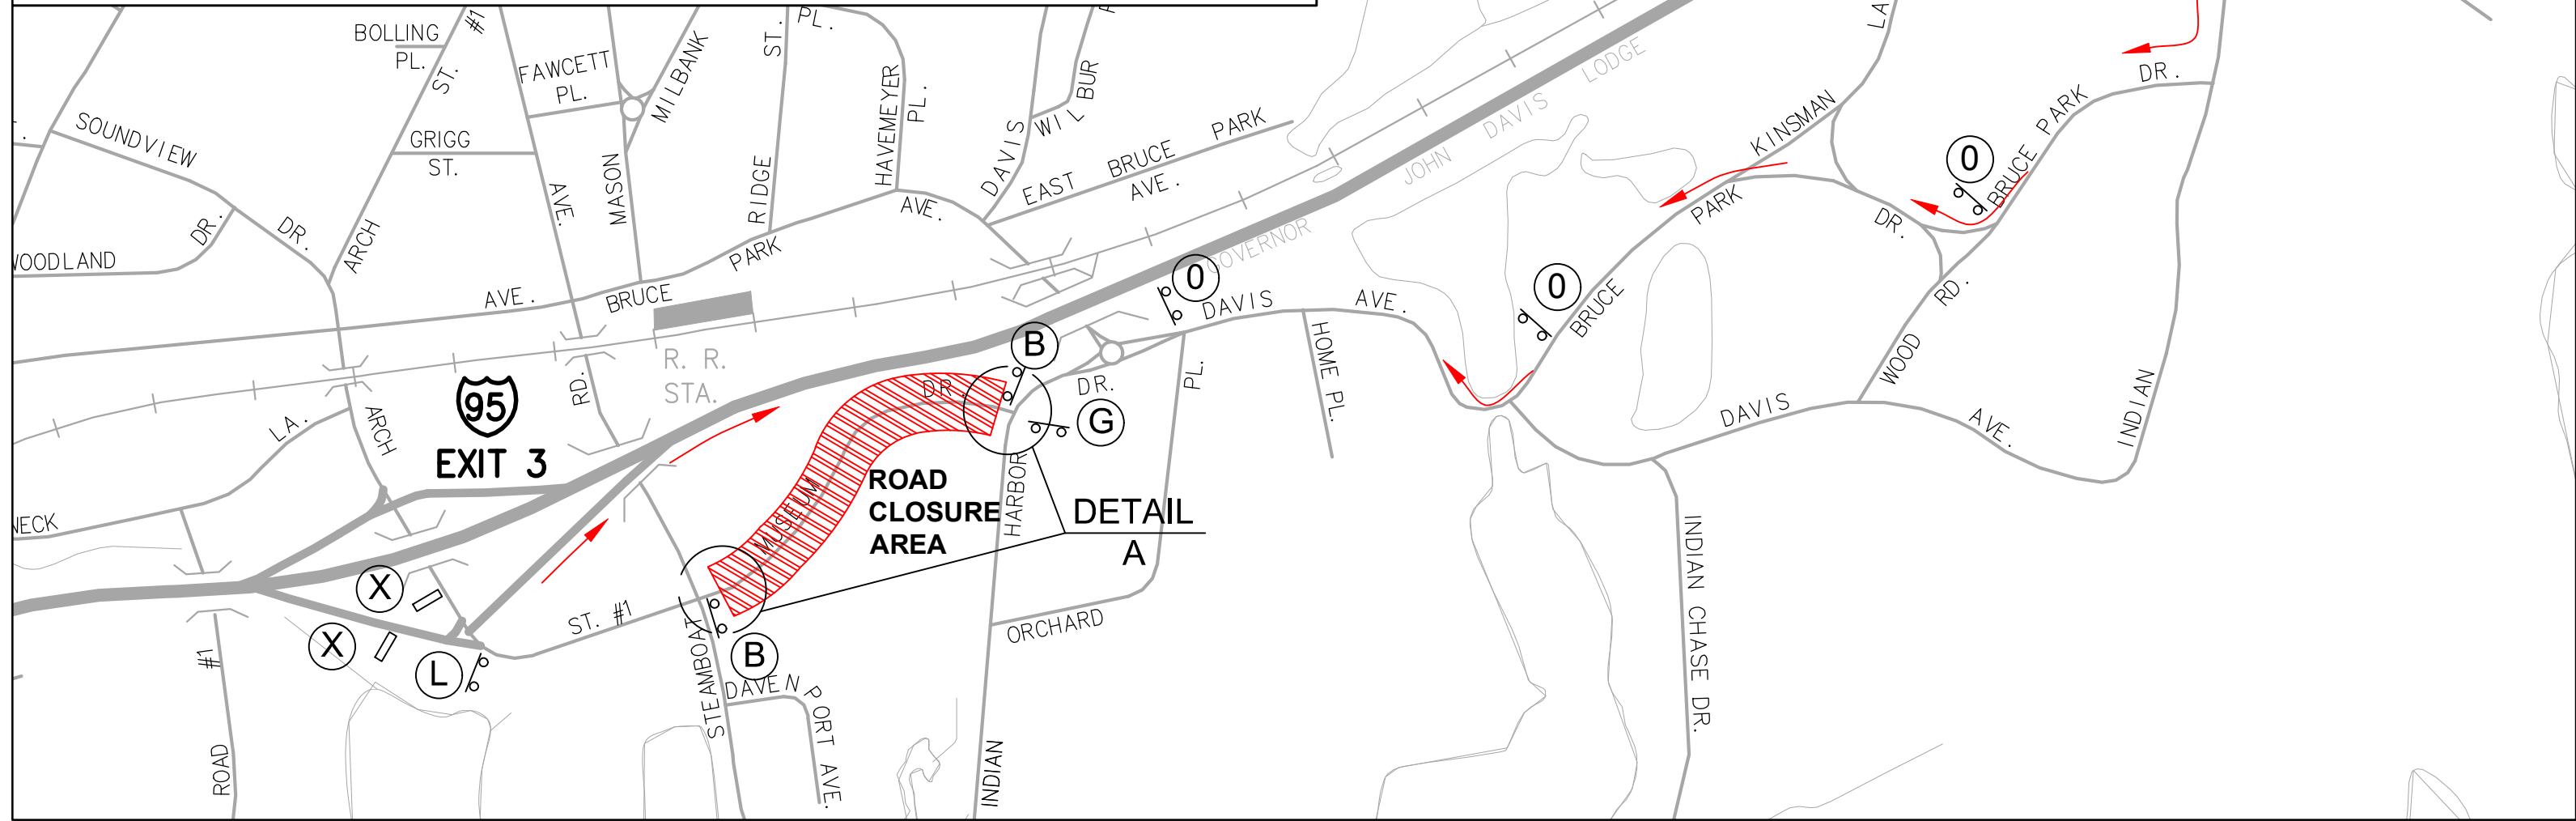 BOLLING
PL.
ST.
#1
FAWCETT
PL.
MILBANK
ST.
PL.
HAVEMEYER
PL.
DAVIS
WIL BUR
EAST BRUCE PARK
AVE.
JOHN DAVIS LODGE
GOVERNOR
LA
KINSMAN
PARK
DR.
BRUCE PARK DR.
0
SOUNDVIEW
DR.
GRIGG
ST.
AVE.
MASON
RIDGE
ARCH
WOODLAND
DR.
AVE.
BRUCE
PARK
AVE.
R. R.
STA.
RD.
LA.
ARCH
95
EXIT 3
NECK
0
DAVIS AVE.
HOME PL.
0
BRUCE
WOOD RD.
DAVIS AVE.
INDIAN
B
DR.
DR.
G
PL.
MUSEUM
ROAD
CLOSURE
AREA
HARBOR
DETAIL
A
X
X
L
ST. #1
STEAMBOAT
B
DAVEN PORT AVE.
ORCHARD
INDIAN
INDIAN CHASE DR.
#1
ROAD